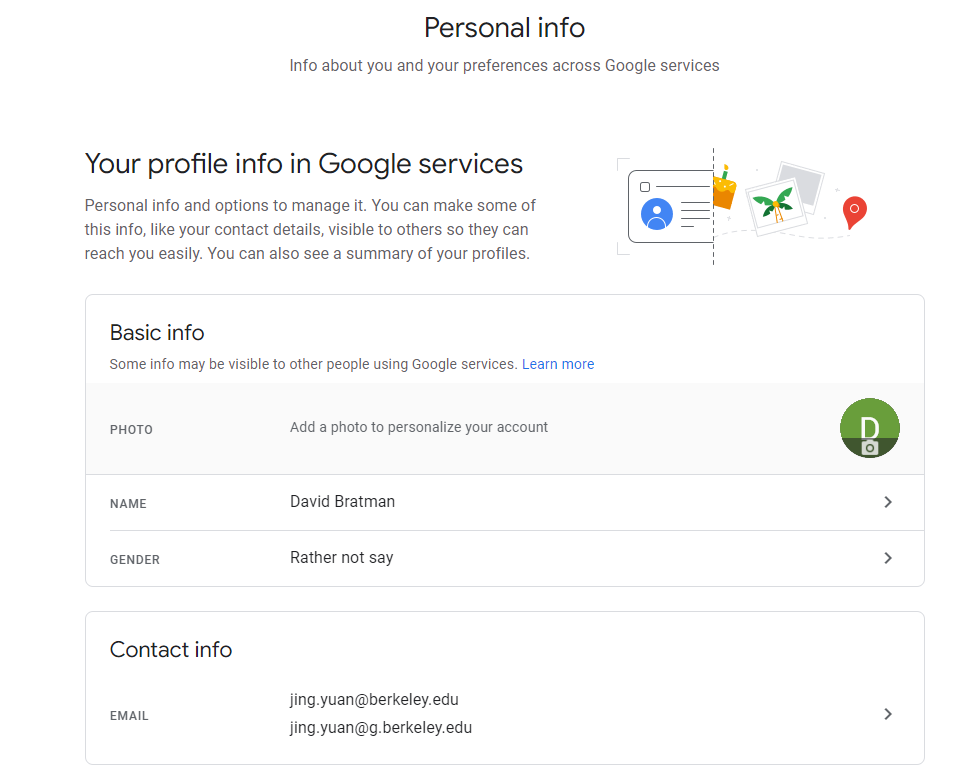 Personal info
Info about you and your preferences across Google services
Your profile info in Google services
Personal info and options to manage it. You can make some of
this info, like your contact details, visible to others so they can
reach you easily. You can also see a summary of your profiles.
Basic info
Some info may be visible to other people using Google services. Learn more
PHOTO
Add a photo to personalize your account
D
NAME
David Bratman
GENDER
Rather not say
Contact info
EMAIL
jing.yuan@berkeley.edu
jing.yuan@g.berkeley.edu